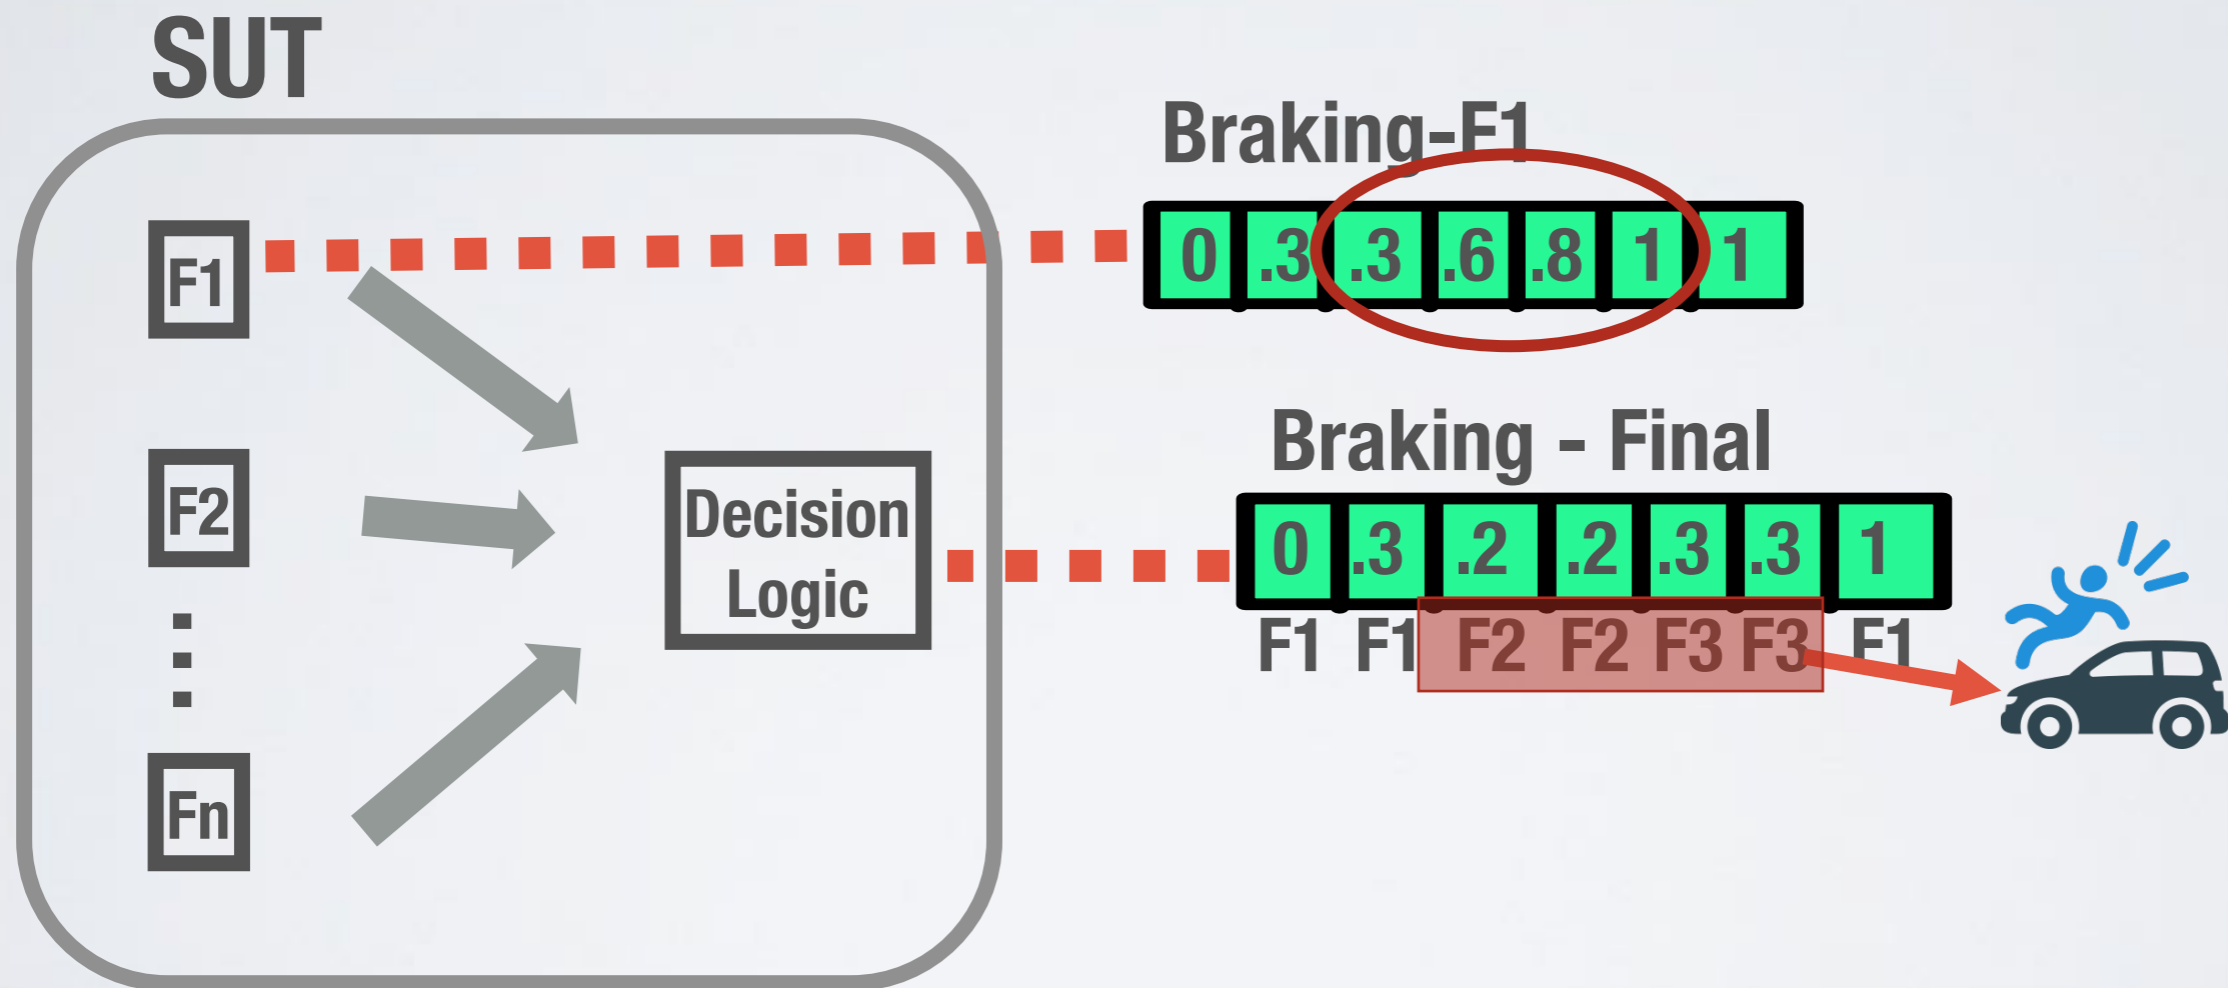 SUT
F1
F2
Fn
Decision
Logic
Braking-F1
0 .3 .3 .6 .8 1 1
Braking - Final
0 .3 .2 .2 .3 .3 1
F1 F1 F2 F2 F3 F3 F1